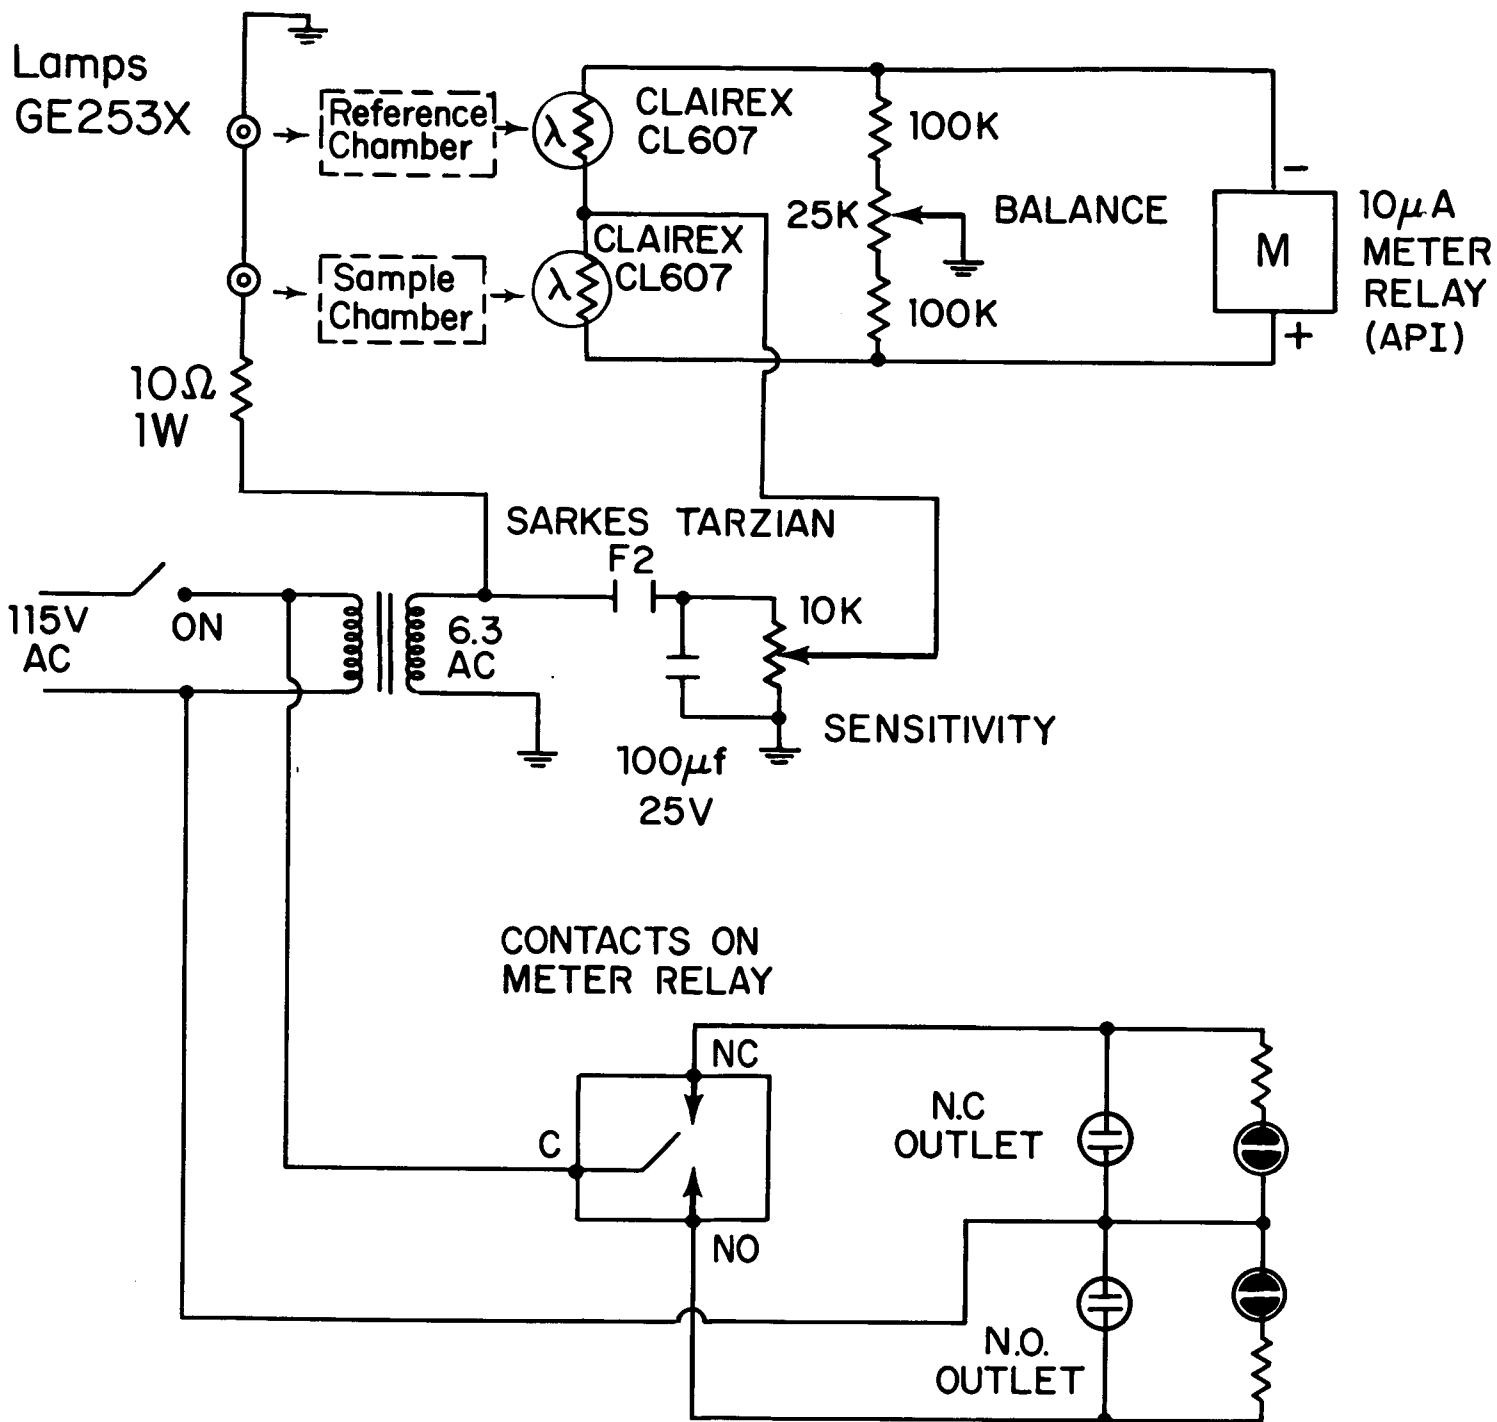 Lamps
GE253X
Reference
Chamber
λ
CLAIREX
CL607
100K
25K
BALANCE
−
M
+
10μA
METER
RELAY
(API)
Sample
Chamber
λ
CLAIREX
CL607
100K
10Ω
1W
SARKES TARZIAN
F2
115V
AC
ON
6.3
AC
10K
SENSITIVITY
100μf
25V
CONTACTS ON
METER RELAY
NC
C
NO
N.C
OUTLET
N.O.
OUTLET